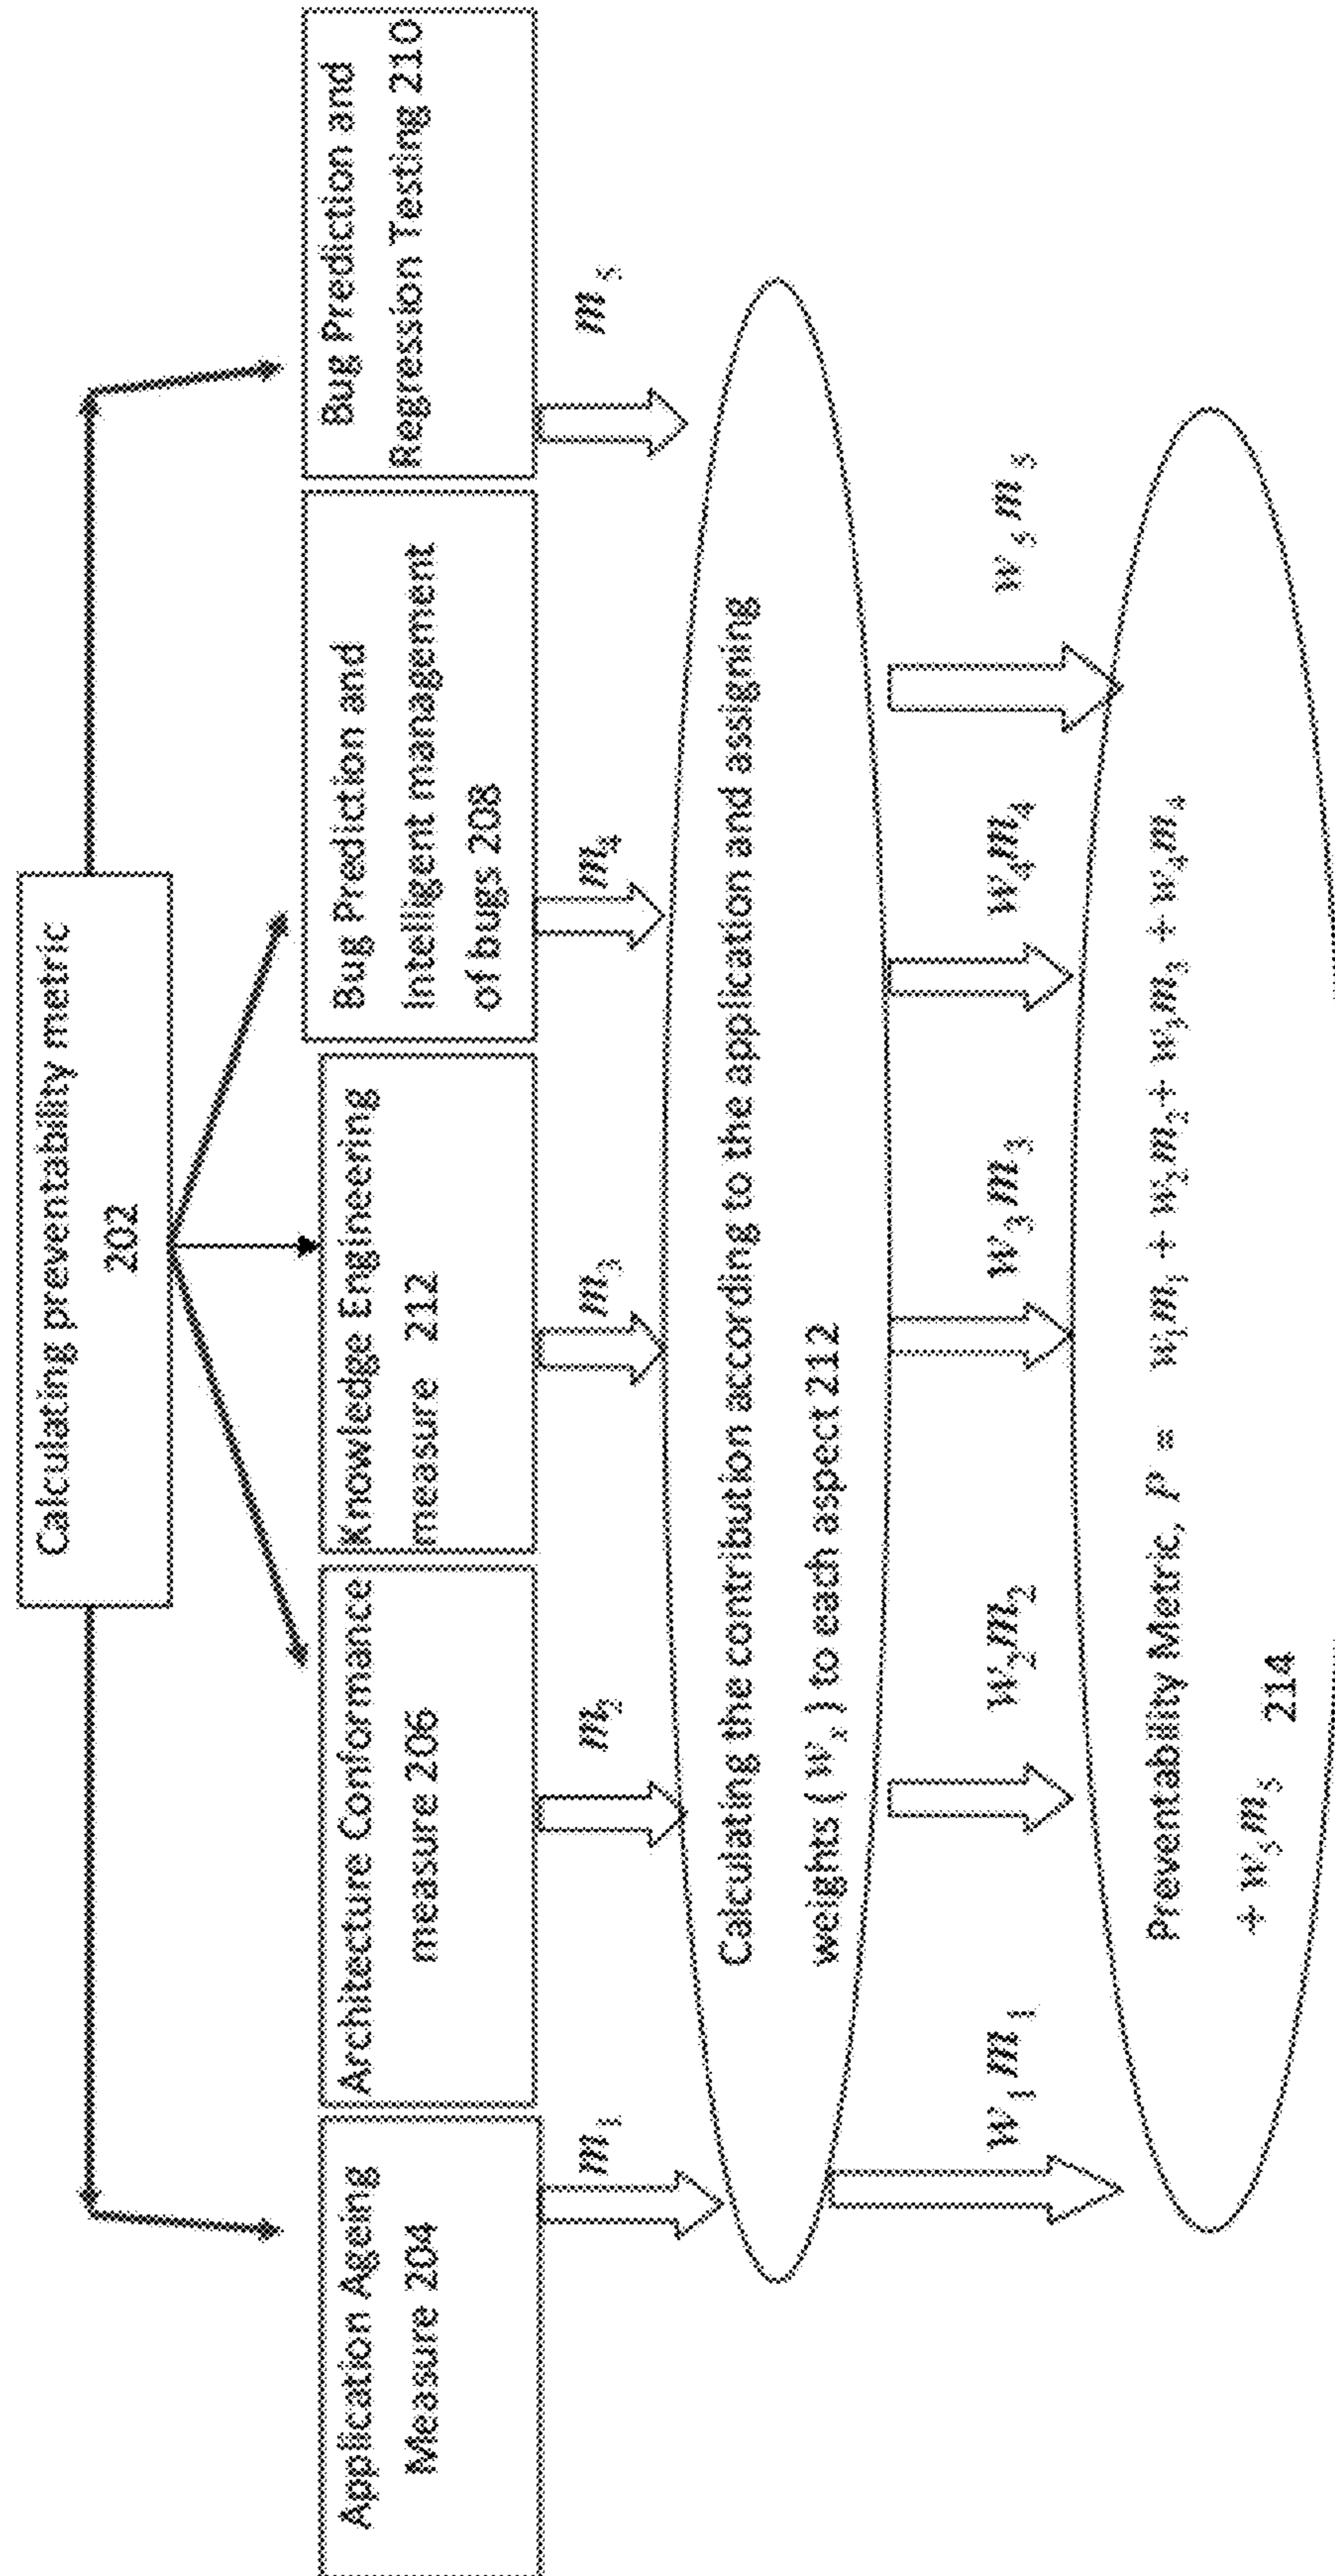 Calculating preventability metric
202
Application Ageing
Measure 204
Architecture Conformance
measure 206
Knowledge Engineering
measure 212
Bug Prediction and
Intelligent management
of bugs 208
Bug Prediction and
Regression Testing 210
m₁
m₂
m₃
m₄
m₅
Calculating the contribution according to the application and assigning
weights ( wₓ ) to each aspect 212
w₁m₁
w₂m₂
w₃m₃
w₄m₄
w₅m₅
Preventability Metric, P = w₁m₁ + w₂m₂ + w₃m₃ + w₄m₄
+ w₅m₅ 214